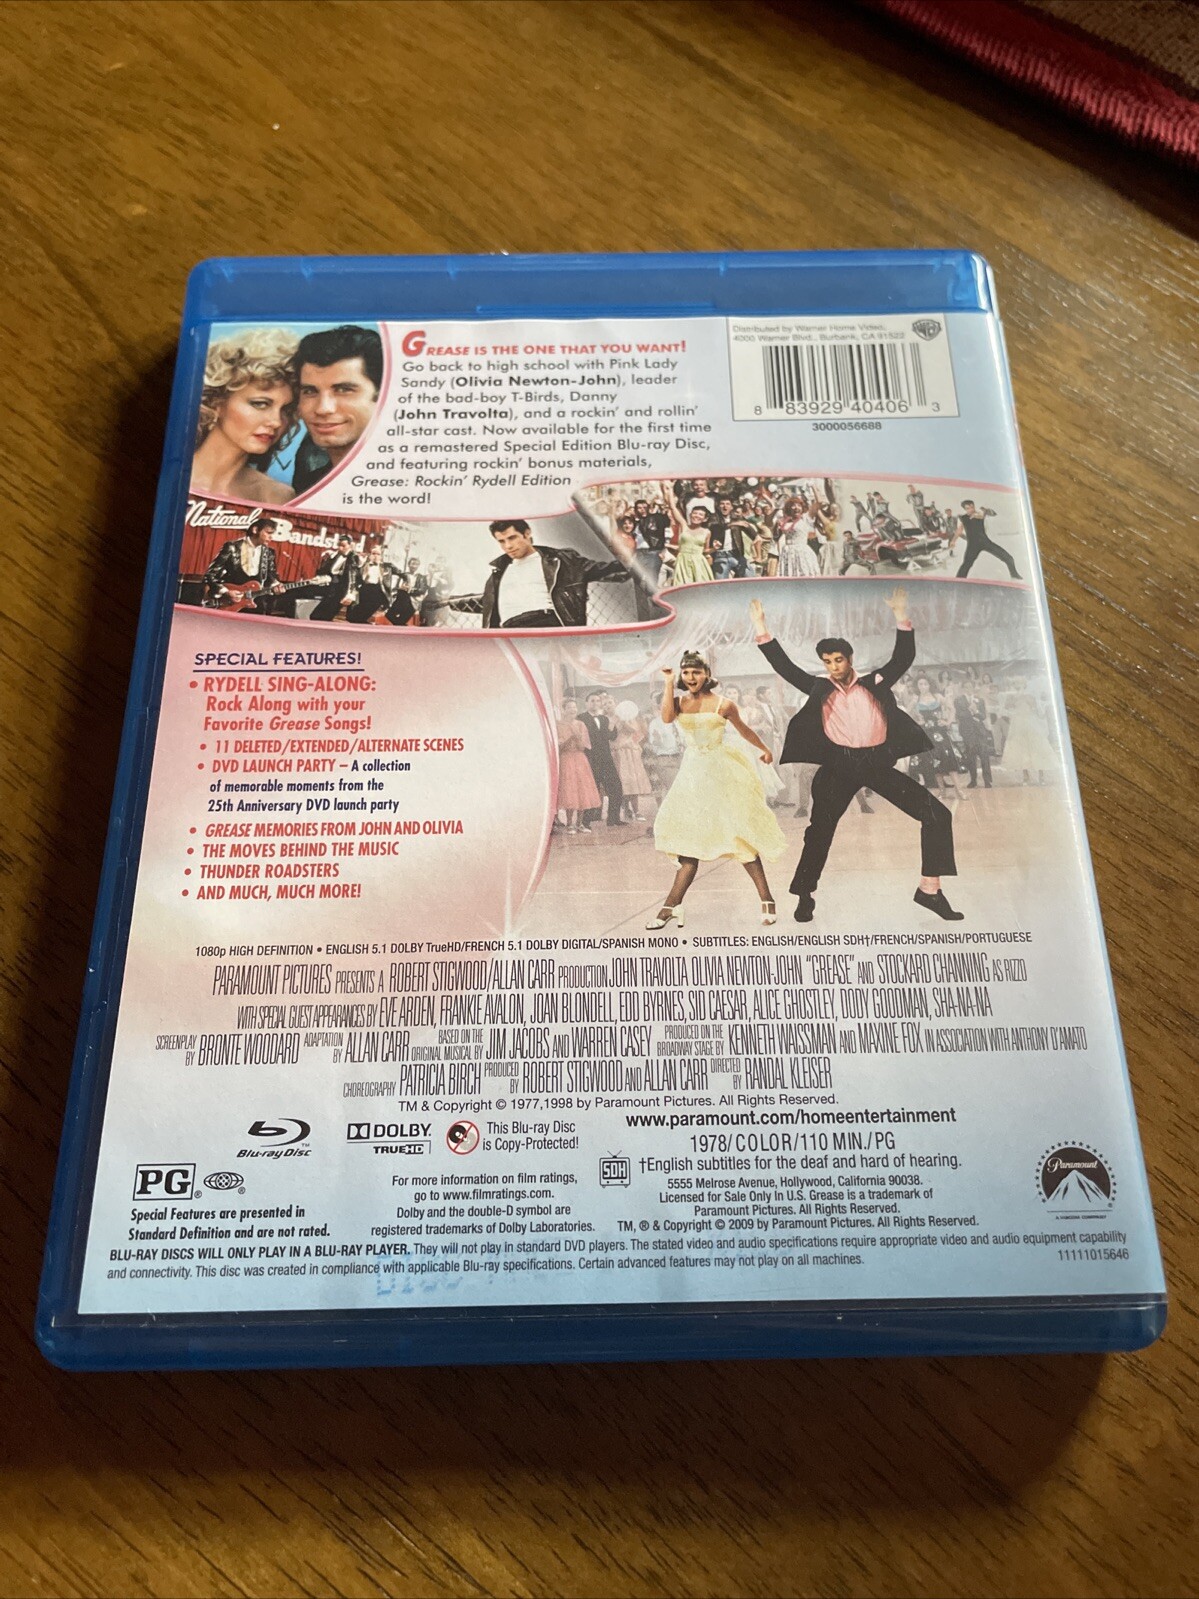 GREASE IS THE ONE THAT YOU WANT!
Go back to high school with Pink Lady
Sandy (Olivia Newton-John), leader
of the bad-boy T-Birds, Danny
(John Travolta), and a rockin' and rollin'
all-star cast. Now available for the first time
as a remastered Special Edition Blu-ray Disc,
and featuring rockin' bonus materials,
Grease: Rockin' Rydell Edition
is the word!
Distributed by Warner Home Video,
4000 Warner Blvd., Burbank, CA 91522
8 83929 40406 3
3000056688
National
Bandstand
SPECIAL FEATURES!
• RYDELL SING-ALONG:
Rock Along with your
Favorite Grease Songs!
• 11 DELETED/EXTENDED/ALTERNATE SCENES
• DVD LAUNCH PARTY – A collection
of memorable moments from the
25th Anniversary DVD launch party
• GREASE MEMORIES FROM JOHN AND OLIVIA
• THE MOVES BEHIND THE MUSIC
• THUNDER ROADSTERS
• AND MUCH, MUCH MORE!
1080p HIGH DEFINITION • ENGLISH 5.1 DOLBY TrueHD/FRENCH 5.1 DOLBY DIGITAL/SPANISH MONO • SUBTITLES: ENGLISH/ENGLISH SDH†/FRENCH/SPANISH/PORTUGUESE
PARAMOUNT PICTURES PRESENTS A ROBERT STIGWOOD/ALLAN CARR PRODUCTION JOHN TRAVOLTA OLIVIA NEWTON-JOHN "GREASE" AND STOCKARD CHANNING AS RIZZO
WITH SPECIAL GUEST APPEARANCES BY EVE ARDEN, FRANKIE AVALON, JOAN BLONDELL, EDD BYRNES, SID CAESAR, ALICE GHOSTLEY, DODY GOODMAN, SHA-NA-NA
SCREENPLAY BY BRONTE WOODARD ADAPTATION BY ALLAN CARR BASED ON THE ORIGINAL MUSICAL BY JIM JACOBS AND WARREN CASEY PRODUCED ON THE BROADWAY STAGE BY KENNETH WAISSMAN AND MAXINE FOX IN ASSOCIATION WITH ANTHONY D'AMATO
CHOREOGRAPHY PATRICIA BIRCH PRODUCED BY ROBERT STIGWOOD AND ALLAN CARR DIRECTED BY RANDAL KLEISER
TM & Copyright © 1977,1998 by Paramount Pictures. All Rights Reserved.
Blu-ray Disc™
DOLBY
TRUEHD
This Blu-ray Disc
is Copy-Protected!
www.paramount.com/homeentertainment
1978/COLOR/110 MIN./PG
SDH
†English subtitles for the deaf and hard of hearing.
5555 Melrose Avenue, Hollywood, California 90038.
Licensed for Sale Only In U.S. Grease is a trademark of
Paramount Pictures. All Rights Reserved.
TM, ® & Copyright © 2009 by Paramount Pictures. All Rights Reserved.
Paramount
PG®
Special Features are presented in
Standard Definition and are not rated.
For more information on film ratings,
go to www.filmratings.com.
Dolby and the double-D symbol are
registered trademarks of Dolby Laboratories.
BLU-RAY DISCS WILL ONLY PLAY IN A BLU-RAY PLAYER. They will not play in standard DVD players. The stated video and audio specifications require appropriate video and audio equipment capability
and connectivity. This disc was created in compliance with applicable Blu-ray specifications. Certain advanced features may not play on all machines.
11111015646